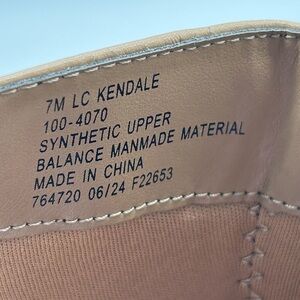 7M LC KENDALE
100-4070
SYNTHETIC UPPER
BALANCE MANMADE MATERIAL
MADE IN CHINA
764720 06/24 F22653